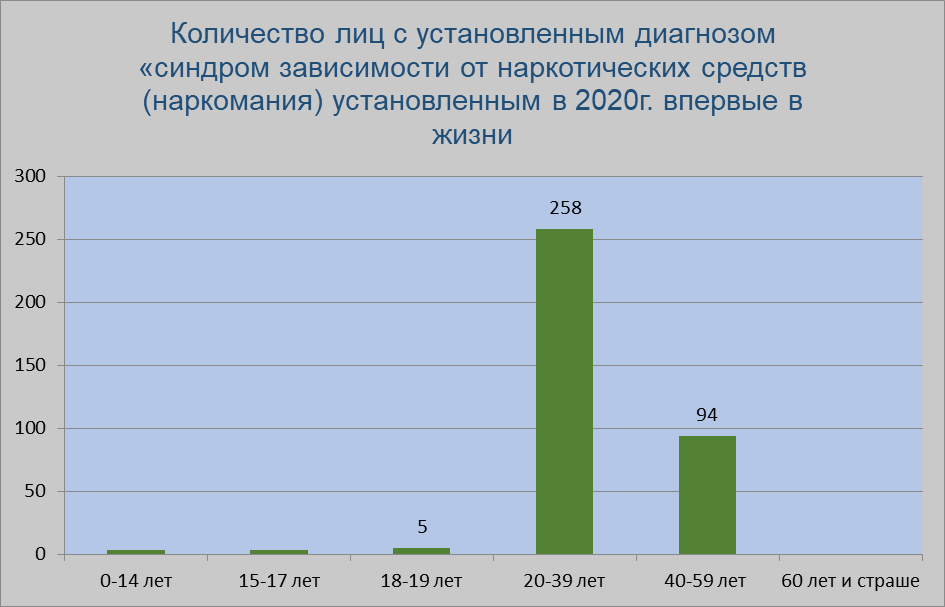 Количество лиц с установленным диагнозом
«синдром зависимости от наркотических средств
(наркомания) установленным в 2020г. впервые в
жизни
300
250
200
150
100
50
0
258
94
5
0-14 лет
15-17 лет
18-19 лет
20-39 лет
40-59 лет
60 лет и страше